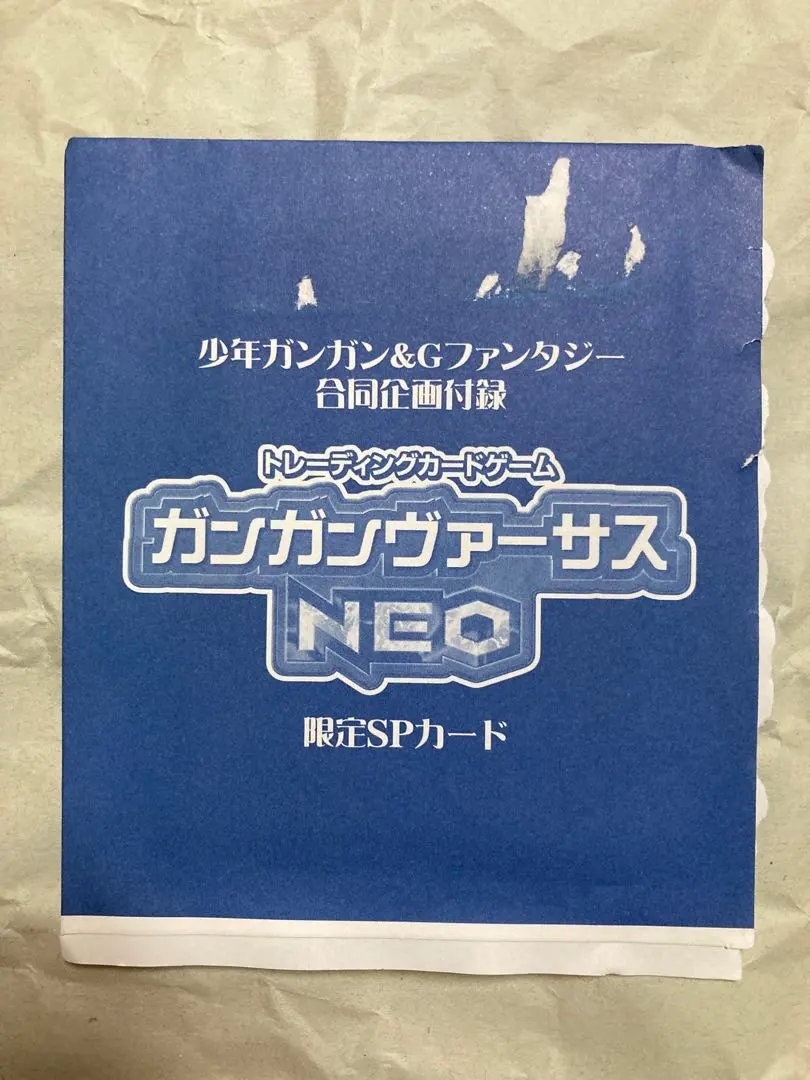 少年ガンガン&Gファンタジー
合同企画付録
トレーディングカードゲーム
ガンガンヴァーサス
NEO
限定SPカード